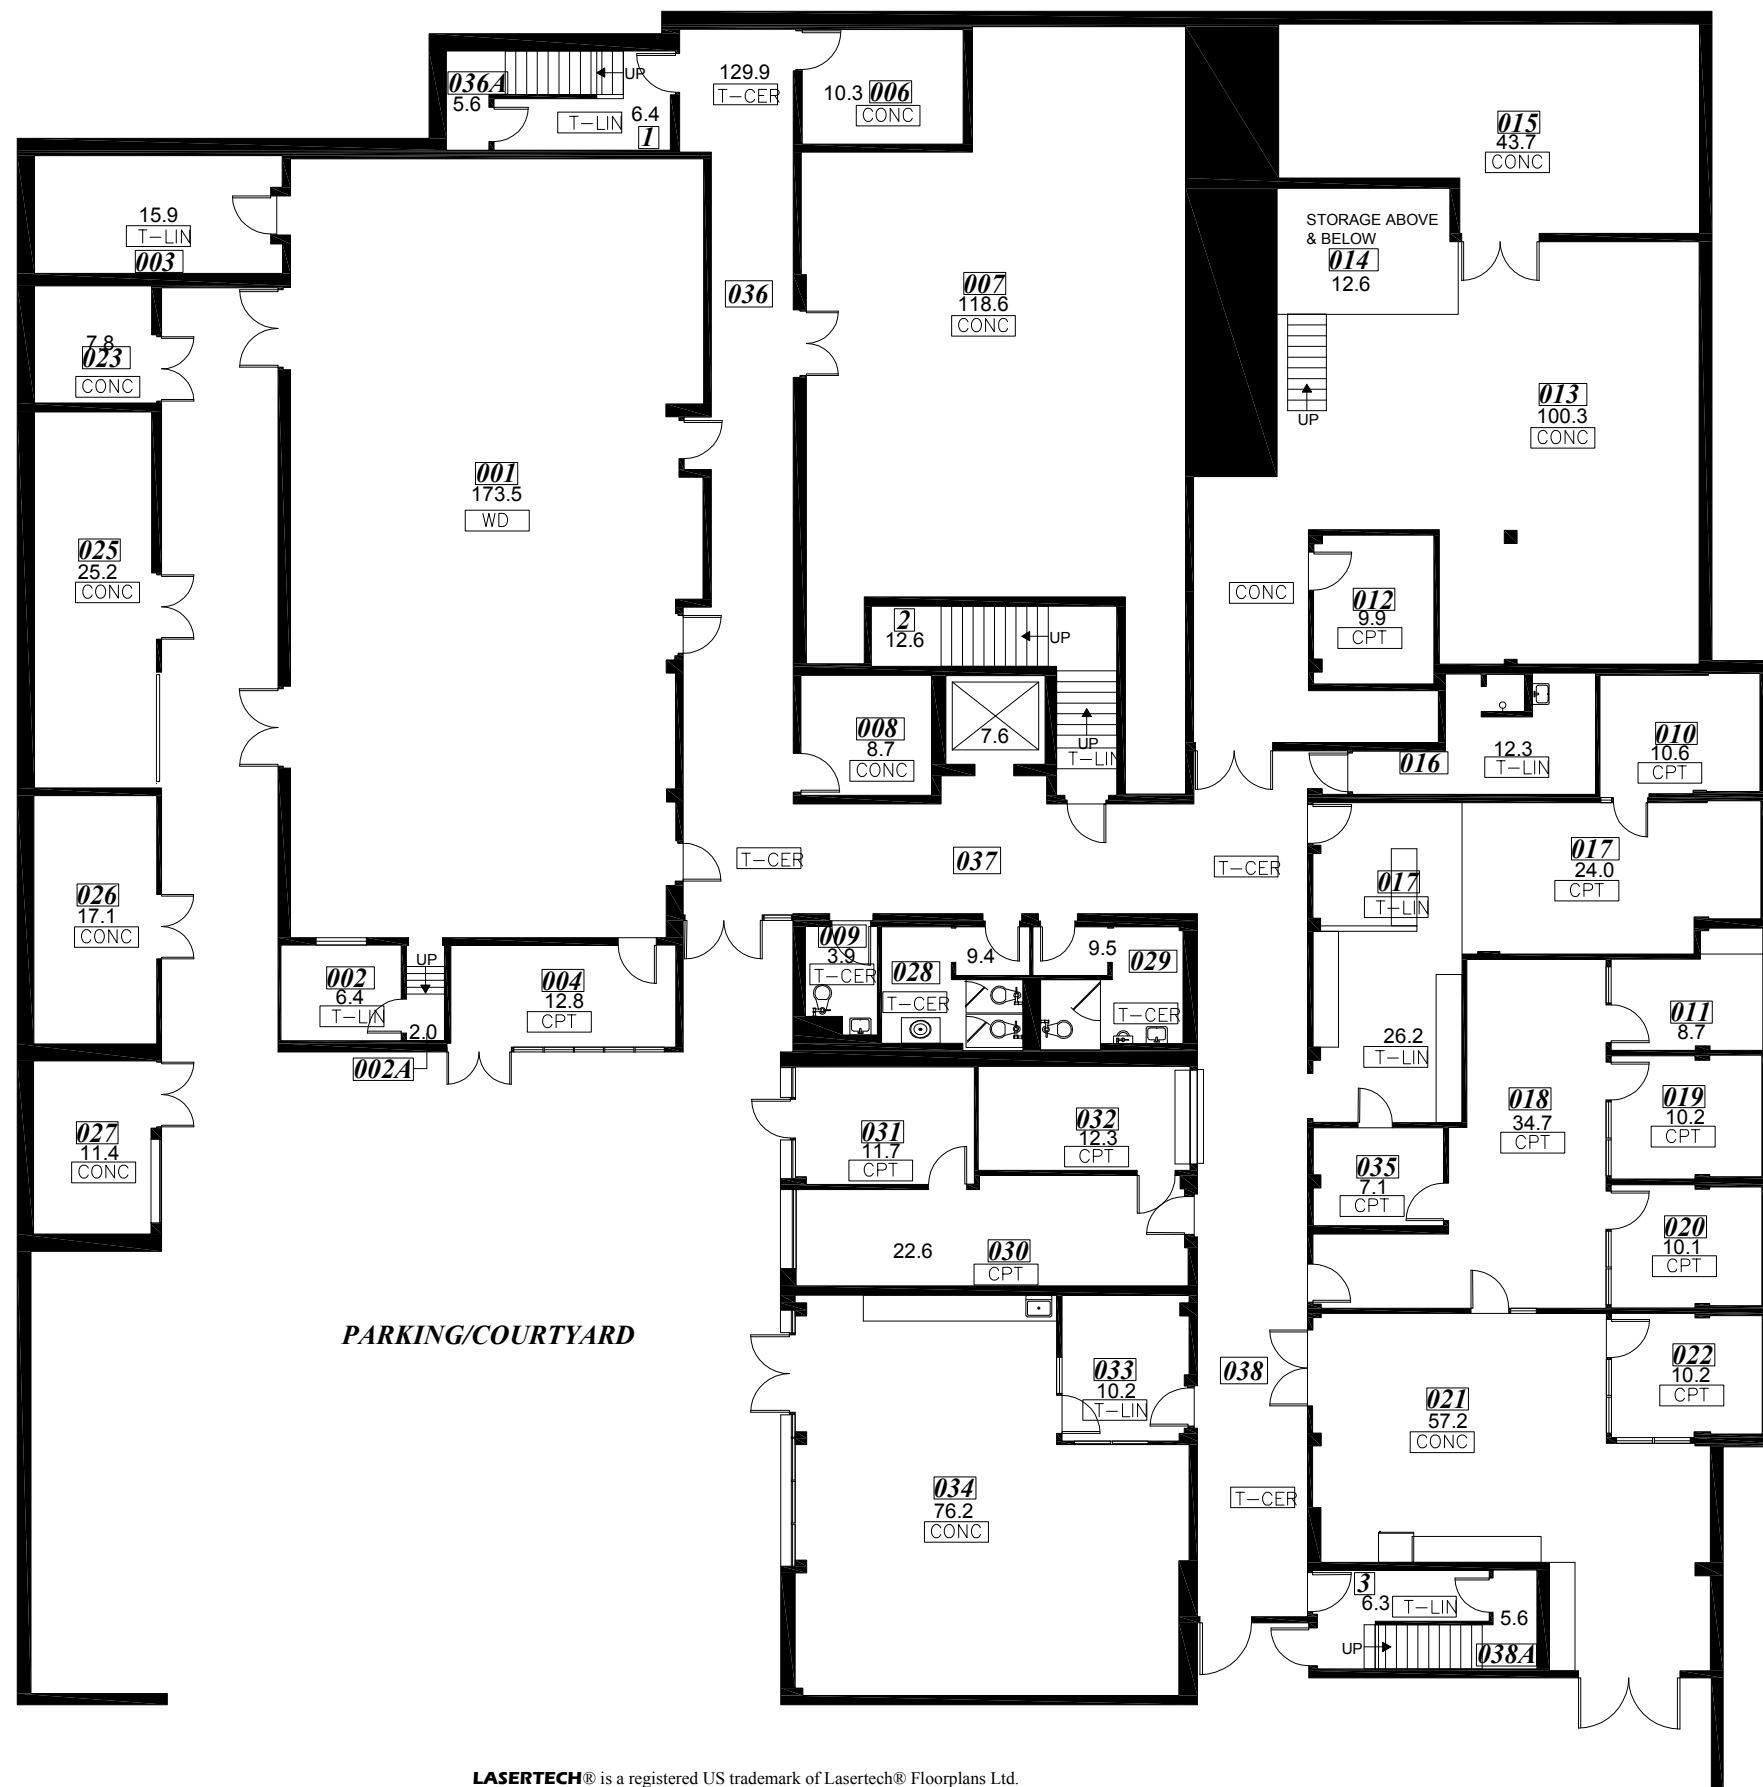 036A
5.6
UP
6.4
T-LIN
1
129.9
T-CER
10.3 006
CONC
015
43.7
CONC
15.9
T-LIN
003
STORAGE ABOVE
& BELOW
014
12.6
036
007
118.6
CONC
7.8
023
CONC
UP
013
100.3
CONC
001
173.5
WD
025
25.2
CONC
CONC
012
9.9
CPT
2
12.6
UP
008
8.7
CONC
7.6
UP
T-LIN
016
12.3
T-LIN
010
10.6
CPT
T-CER
037
T-CER
017
T-LIN
017
24.0
CPT
026
17.1
CONC
002
6.4
T-LIN
UP
2.0
002A
004
12.8
CPT
009
3.9
T-CER
028
T-CER
9.4
9.5
029
T-CER
26.2
T-LIN
011
8.7
027
11.4
CONC
031
11.7
CPT
032
12.3
CPT
018
34.7
CPT
019
10.2
CPT
035
7.1
CPT
22.6
030
CPT
020
10.1
CPT
PARKING/COURTYARD
033
10.2
T-LIN
038
021
57.2
CONC
022
10.2
CPT
034
76.2
CONC
T-CER
3
6.3
T-LIN
5.6
UP
038A
LASERTECH® is a registered US trademark of Lasertech® Floorplans Ltd.